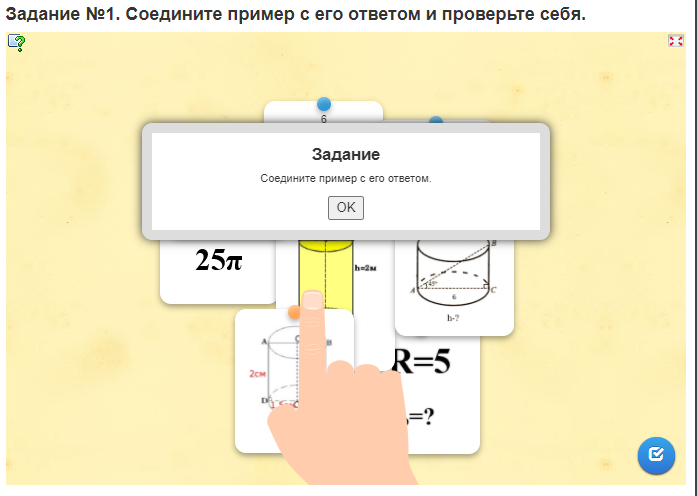 Задание №1. Соедините пример с его ответом и проверьте себя.
6
Задание
Соедините пример с его ответом.
OK
25π
h=2м
B
A
45°
C
6
h-?
A
B
2см
D
R=5
=?